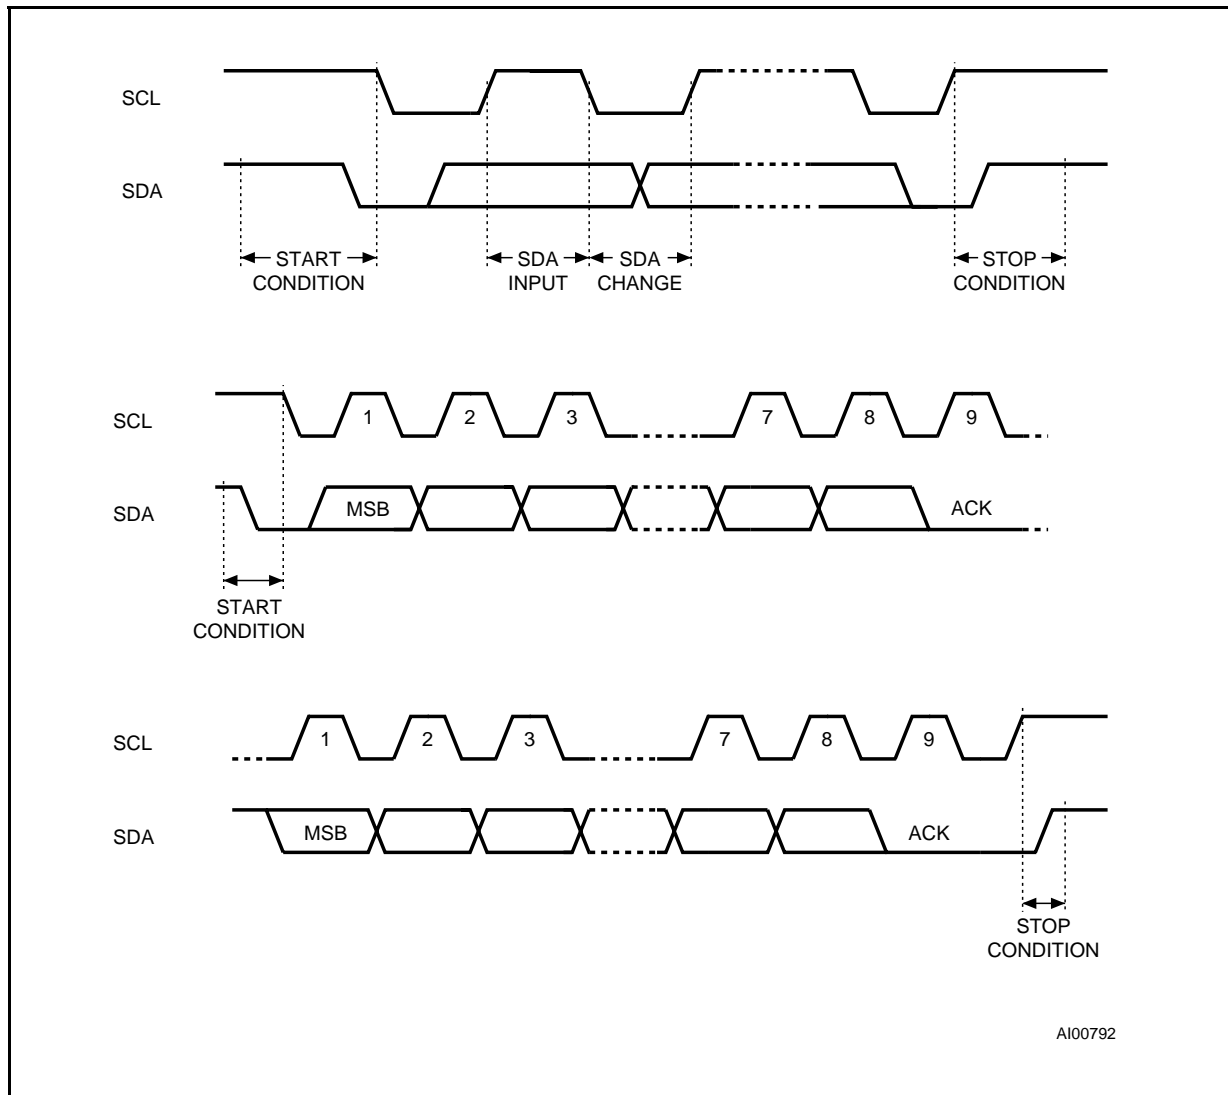 SCL
SDA
START CONDITION
SDA INPUT
SDA CHANGE
STOP CONDITION
SCL
1 2 3 7 8 9
SDA
MSB
ACK
START CONDITION
SCL
1 2 3 7 8 9
SDA
MSB
ACK
STOP CONDITION
AI00792